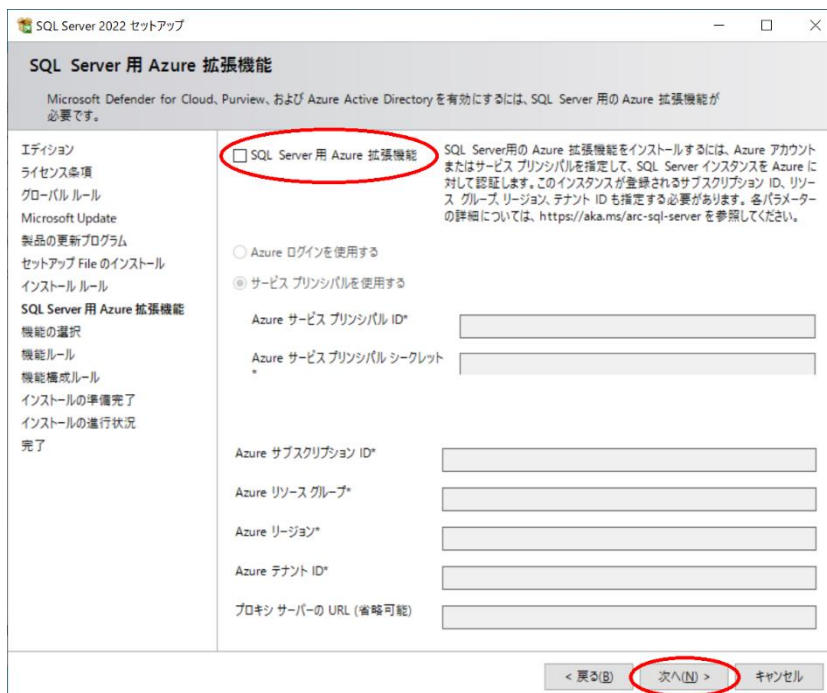 SQL Server 2022 セットアップ
SQL Server 用 Azure 拡張機能
Microsoft Defender for Cloud、Purview、および Azure Active Directory を有効にするには、SQL Server 用の Azure 拡張機能が
必要です。
エディション
ライセンス条項
グローバル ルール
Microsoft Update
製品の更新プログラム
セットアップ File のインストール
インストール ルール
SQL Server 用 Azure 拡張機能
機能の選択
機能ルール
機能構成ルール
インストールの準備完了
インストールの進行状況
完了
SQL Server 用 Azure 拡張機能
SQL Server用の Azure 拡張機能をインストールするには、Azure アカウント
またはサービス プリンシパルを指定して、SQL Server インスタンスを Azure に
対して認証します。このインスタンスが登録されるサブスクリプション ID、リソー
ス グループ、リージョン、テナント ID も指定する必要があります。各パラメーター
の詳細については、https://aka.ms/arc-sql-server を参照してください。
Azure ログインを使用する
サービス プリンシパルを使用する
Azure サービス プリンシパル ID*
Azure サービス プリンシパル シークレット
*
Azure サブスクリプション ID*
Azure リソース グループ*
Azure リージョン*
Azure テナント ID*
プロキシ サーバーの URL (省略可能)
< 戻る(B)
次へ(N) >
キャンセル